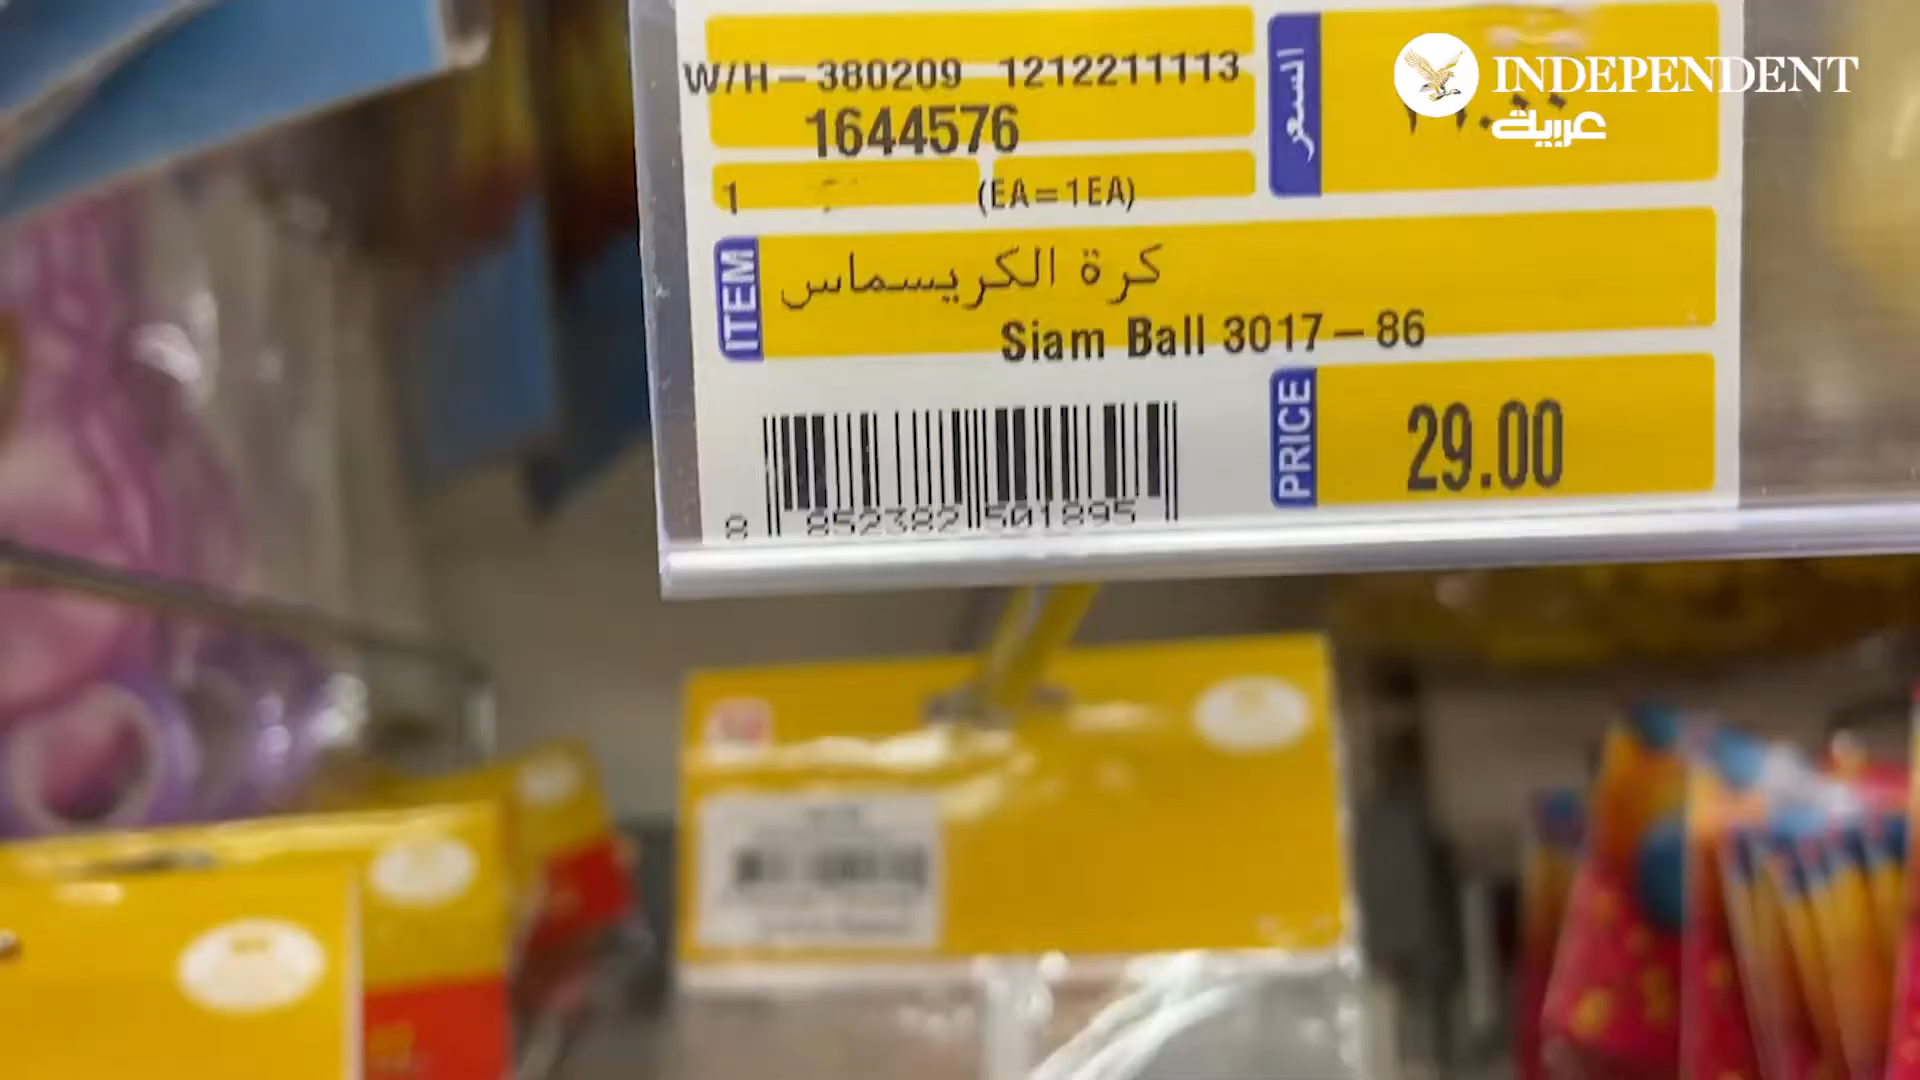 W/H-380209 1212211113
1644576
1 (EA=1EA)
السعر
ITEM
كرة الكريسماس
Siam Ball 3017-86
PRICE
29.00
8 852382 501895
INDEPENDENT
عربية